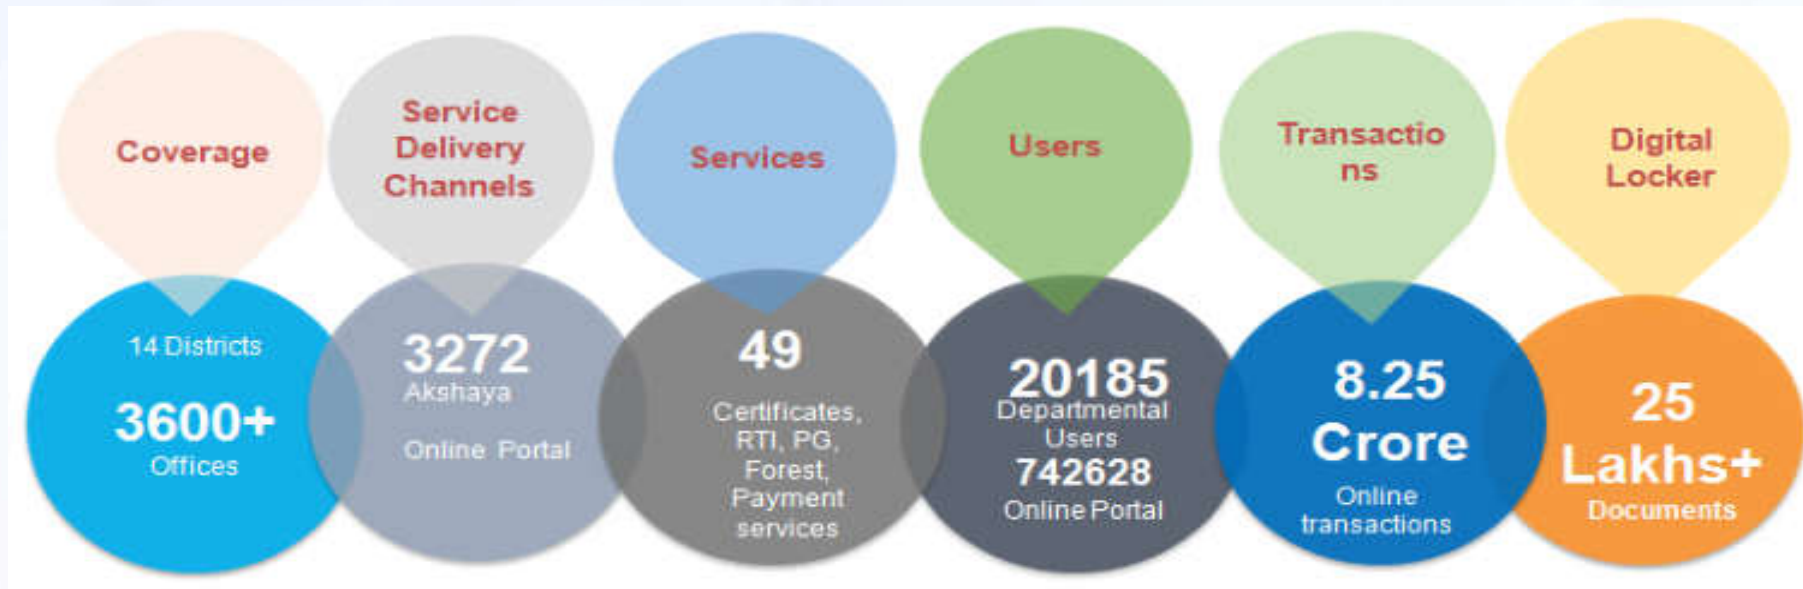 Coverage
14 Districts
3600+
Offices
Service
Delivery
Channels
3272
Akshaya
Online Portal
Services
49
Certificates,
RTI, PG,
Forest,
Payment
services
Users
20185
Departmental
Users
742628
Online Portal
Transactio
ns
8.25
Crore
Online
transactions
Digital
Locker
25
Lakhs+
Documents